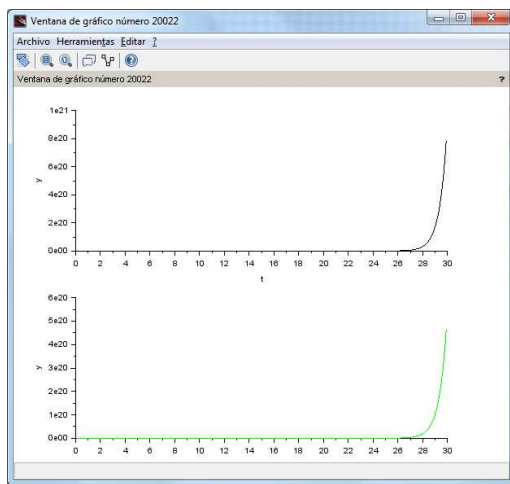 Ventana de gráfico número 20022
Archivo Herramientas Editar ?
Ventana de gráfico número 20022 ?
1e21
8e20
6e20
y
4e20
2e20
0e00
0 2 4 6 8 10 12 14 16 18 20 22 24 26 28 30
t
6e20
5e20
4e20
y 3e20
2e20
1e20
0e00
0 2 4 6 8 10 12 14 16 18 20 22 24 26 28 30